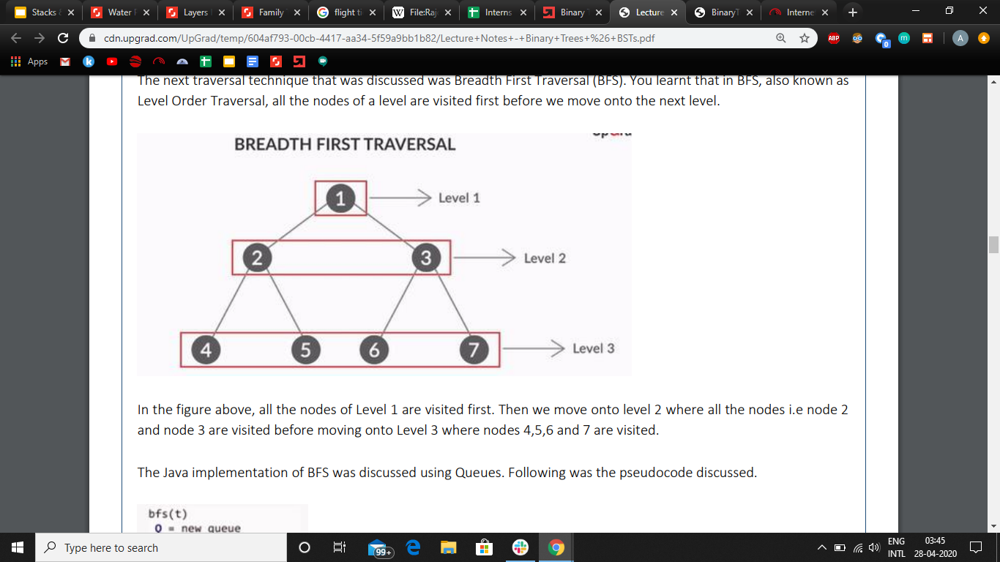 Stacks
Water F
Layers
Family
flight ti
File:Raj
Interns
Binary T
Lecture
BinaryT
Interne
cdn.upgrad.com/UpGrad/temp/604af793-00cb-4417-aa34-5f59a9bb1b82/Lecture+Notes+-+Binary+Trees+%26+BSTs.pdf
ABP
0
m
A
Apps
The next traversal technique that was discussed was Breadth First Traversal (BFS). You learnt that in BFS, also known as
Level Order Traversal, all the nodes of a level are visited first before we move onto the next level.
BREADTH FIRST TRAVERSAL
1
Level 1
2
3
Level 2
4
5
6
7
Level 3
In the figure above, all the nodes of Level 1 are visited first. Then we move onto level 2 where all the nodes i.e node 2
and node 3 are visited before moving onto Level 3 where nodes 4,5,6 and 7 are visited.
The Java implementation of BFS was discussed using Queues. Following was the pseudocode discussed.
bfs(t)
Q = new queue
Type here to search
99+
ENG
INTL
03:45
28-04-2020